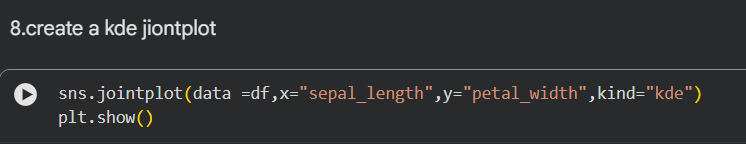 8.create a kde jiontplot
sns.jointplot(data =df,x="sepal_length",y="petal_width",kind="kde")
plt.show()